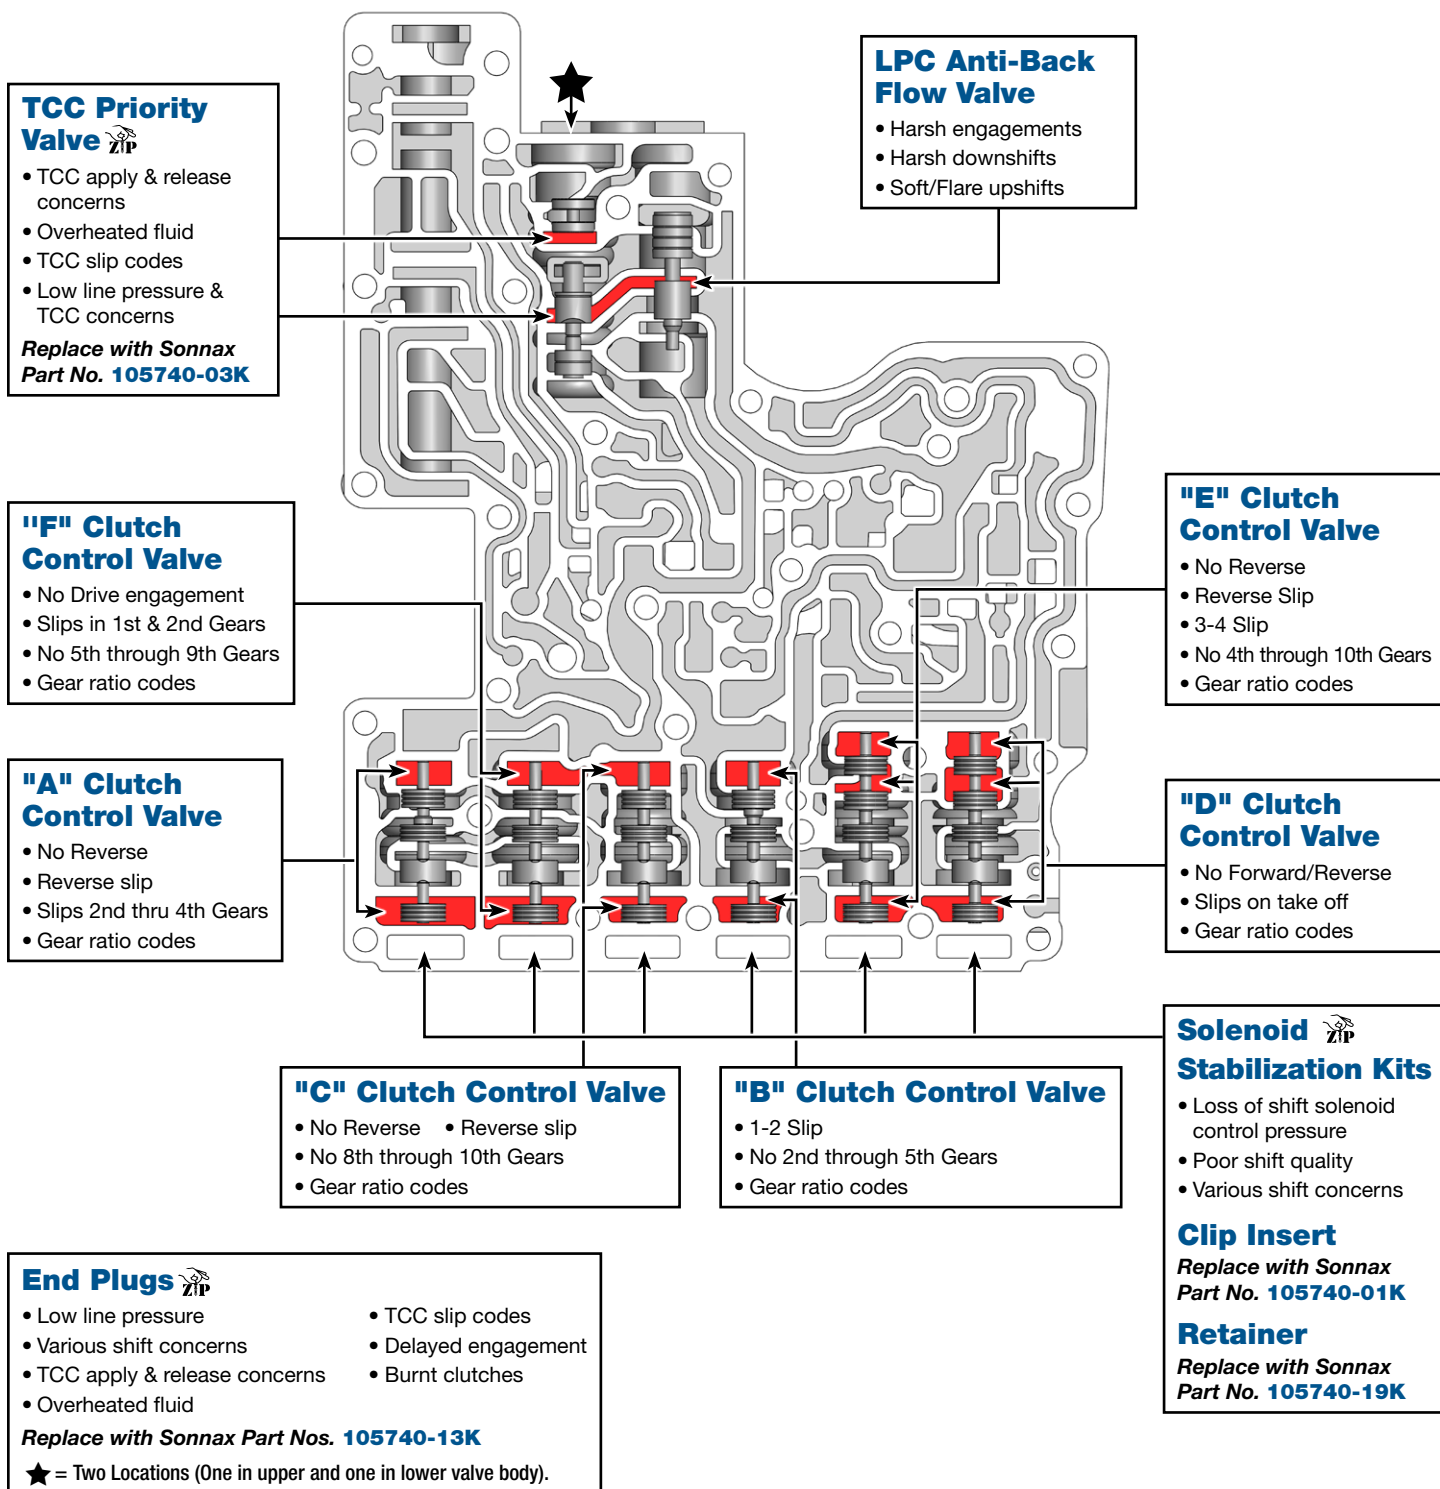 TCC Priority
Valve ZIP
• TCC apply & release
concerns
• Overheated fluid
• TCC slip codes
• Low line pressure &
TCC concerns
Replace with Sonnax
Part No. 105740-03K
LPC Anti-Back
Flow Valve
• Harsh engagements
• Harsh downshifts
• Soft/Flare upshifts
"F" Clutch
Control Valve
• No Drive engagement
• Slips in 1st & 2nd Gears
• No 5th through 9th Gears
• Gear ratio codes
"E" Clutch
Control Valve
• No Reverse
• Reverse Slip
• 3-4 Slip
• No 4th through 10th Gears
• Gear ratio codes
"A" Clutch
Control Valve
• No Reverse
• Reverse slip
• Slips 2nd thru 4th Gears
• Gear ratio codes
"D" Clutch
Control Valve
• No Forward/Reverse
• Slips on take off
• Gear ratio codes
"C" Clutch Control Valve
• No Reverse • Reverse slip
• No 8th through 10th Gears
• Gear ratio codes
"B" Clutch Control Valve
• 1-2 Slip
• No 2nd through 5th Gears
• Gear ratio codes
Solenoid ZIP
Stabilization Kits
• Loss of shift solenoid
control pressure
• Poor shift quality
• Various shift concerns
Clip Insert
Replace with Sonnax
Part No. 105740-01K
Retainer
Replace with Sonnax
Part No. 105740-19K
End Plugs ZIP
• Low line pressure
• Various shift concerns
• TCC apply & release concerns
• Overheated fluid
• TCC slip codes
• Delayed engagement
• Burnt clutches
Replace with Sonnax Part Nos. 105740-13K
★ = Two Locations (One in upper and one in lower valve body).